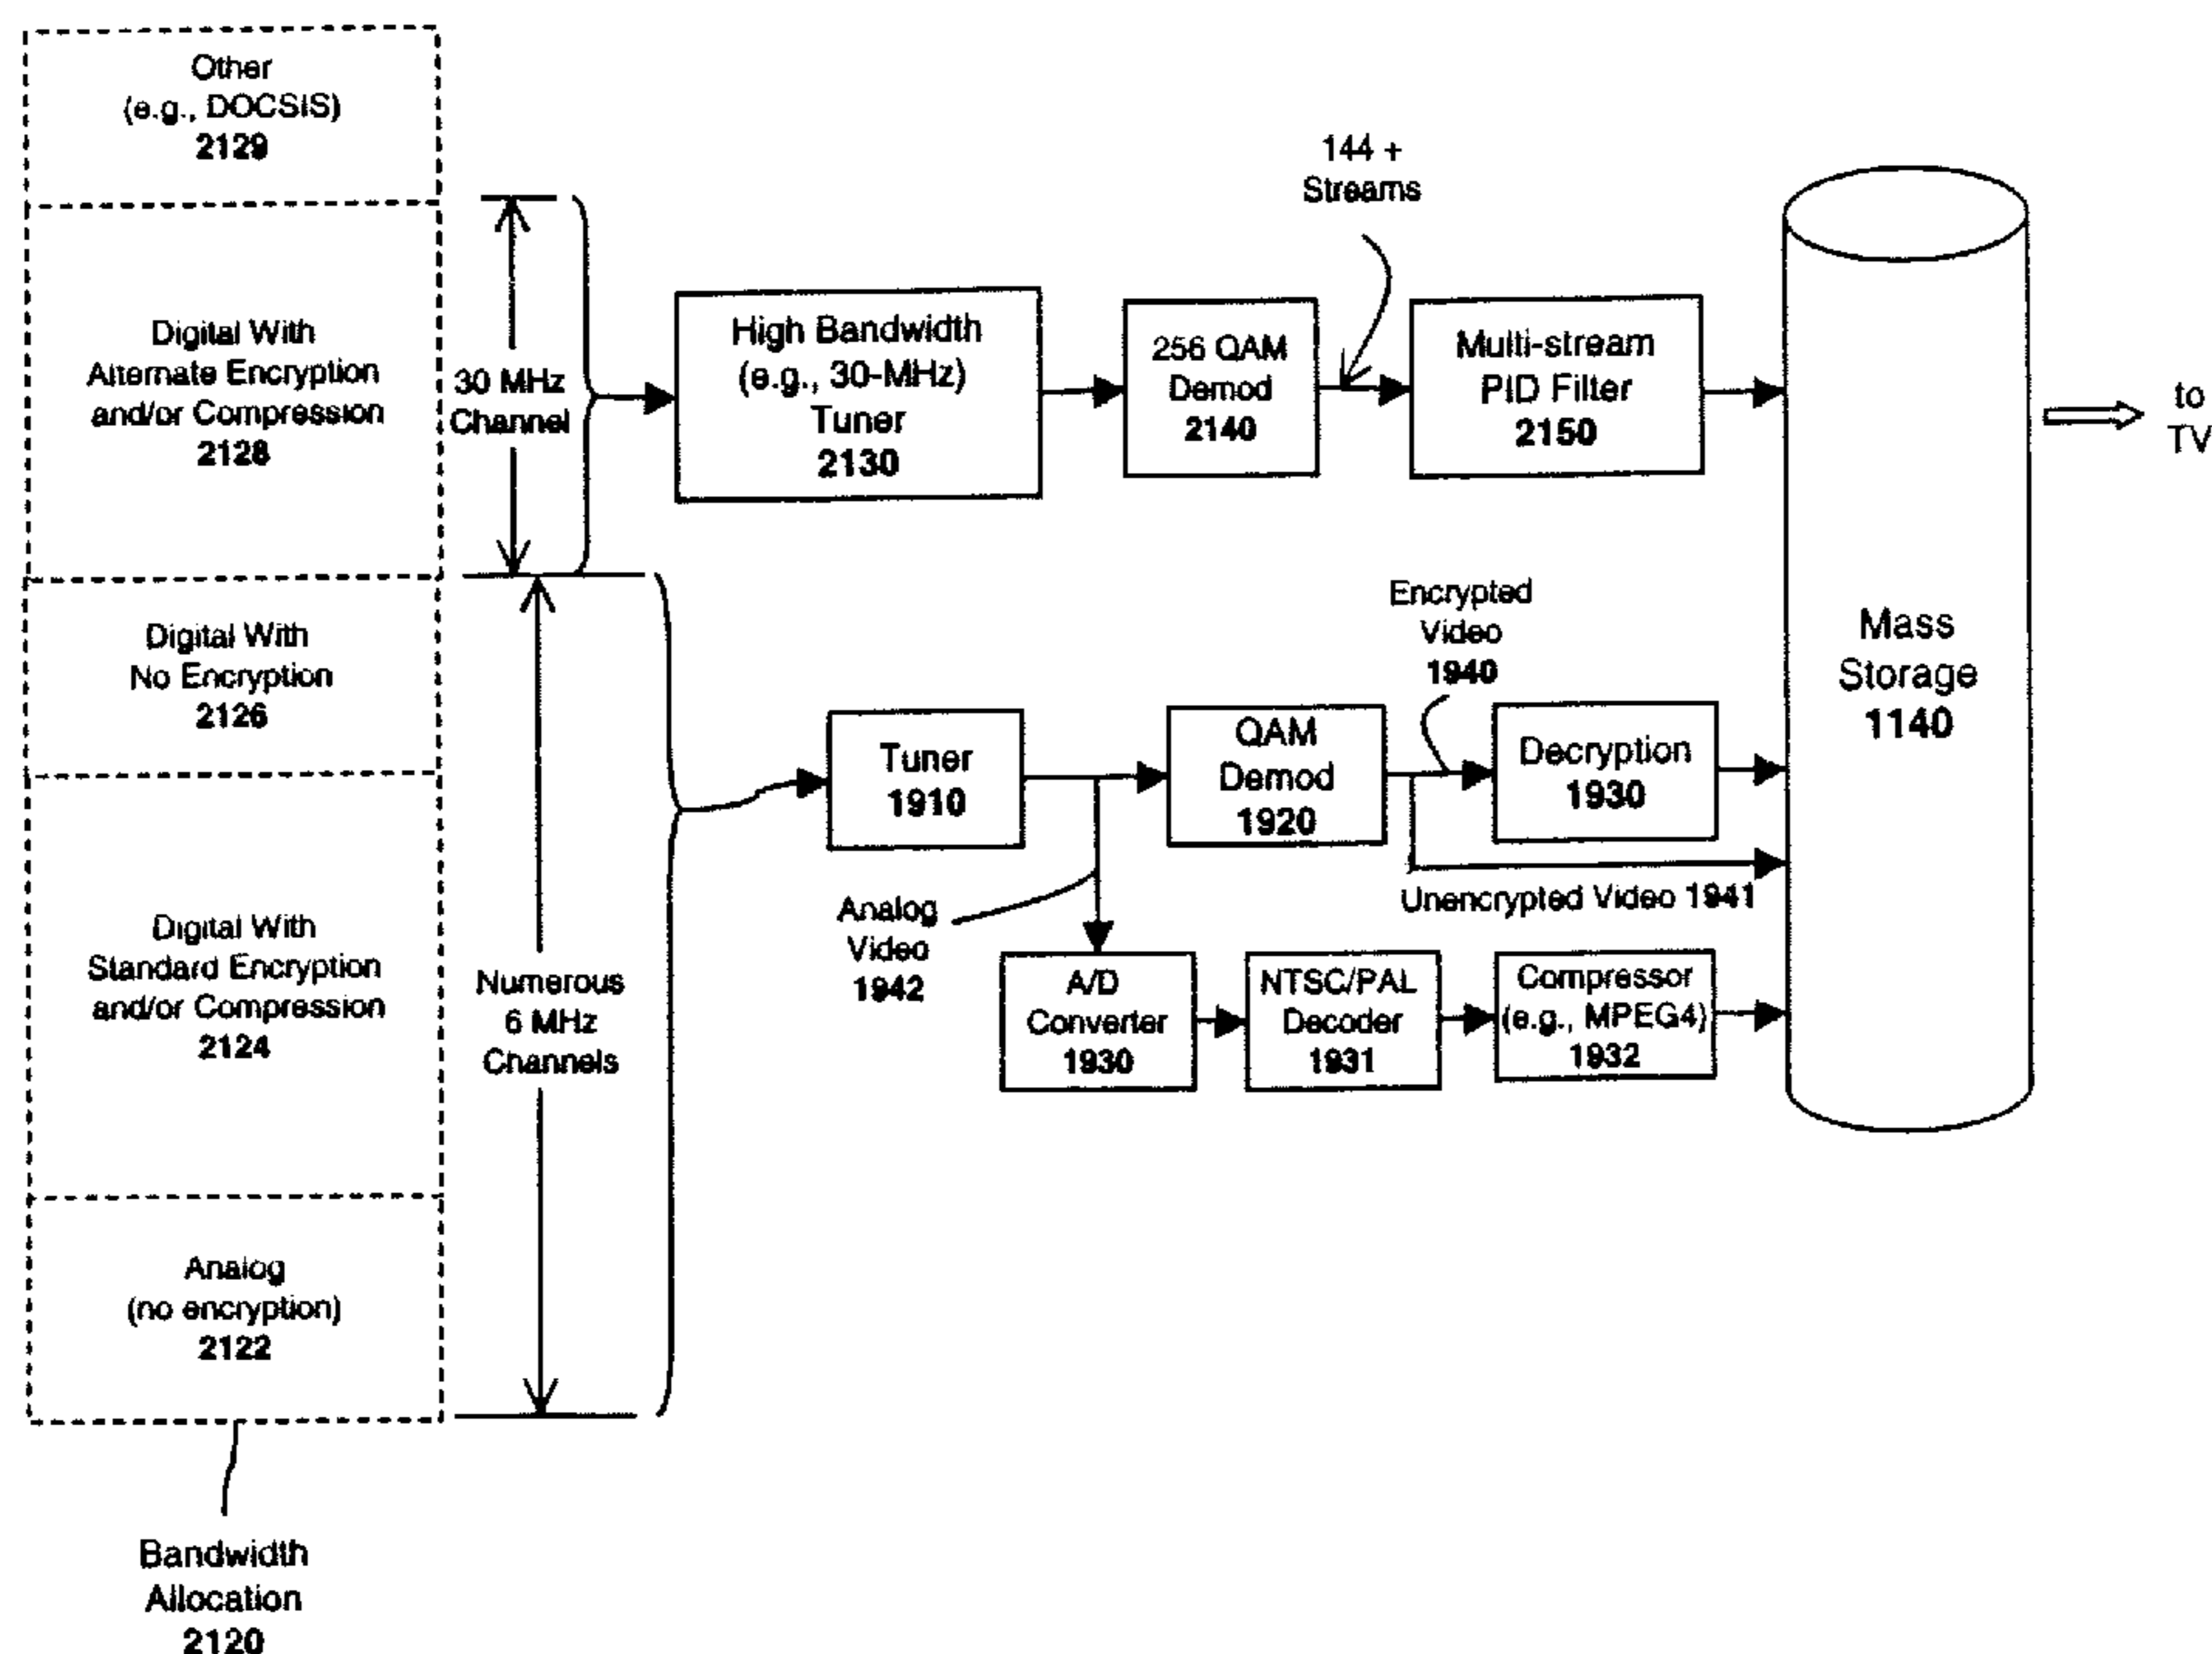 Other
(e.g., DOCSIS)
2129
Digital With
Alternate Encryption
and/or Compression
2128
30 MHz
Channel
High Bandwidth
(e.g., 30-MHz)
Tuner
2130
256 QAM
Demod
2140
144 +
Streams
Multi-stream
PID Filter
2150
to
TV
Mass
Storage
1140
Digital With
No Encryption
2126
Digital With
Standard Encryption
and/or Compression
2124
Numerous
6 MHz
Channels
Tuner
1910
QAM
Demod
1920
Encrypted
Video
1940
Decryption
1930
Unencrypted Video 1941
Analog
Video
1942
A/D
Converter
1930
NTSC/PAL
Decoder
1931
Compressor
(e.g., MPEG4)
1932
Analog
(no encryption)
2122
Bandwidth
Allocation
2120